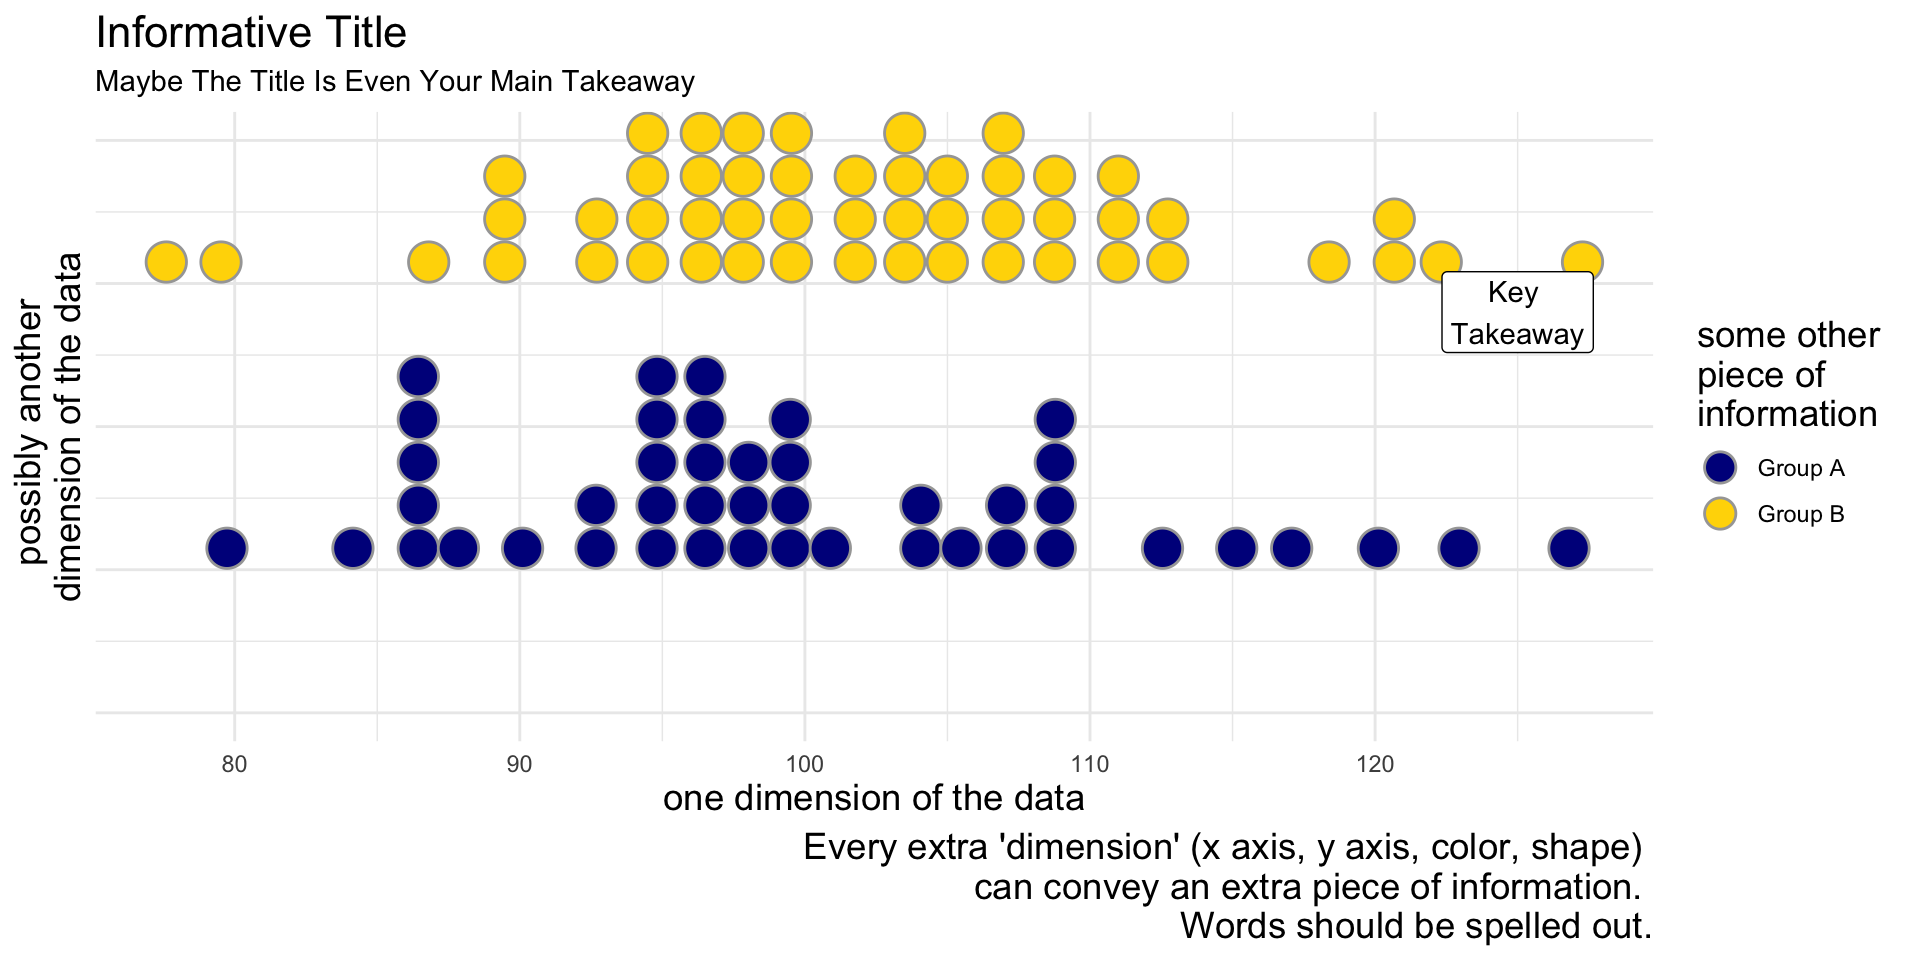 Informative Title
Maybe The Title Is Even Your Main Takeaway
possibly another
dimension of the data
Key
Takeaway
some other
piece of
information
Group A
Group B
80 90 100 110 120
one dimension of the data
Every extra 'dimension' (x axis, y axis, color, shape)
can convey an extra piece of information.
Words should be spelled out.